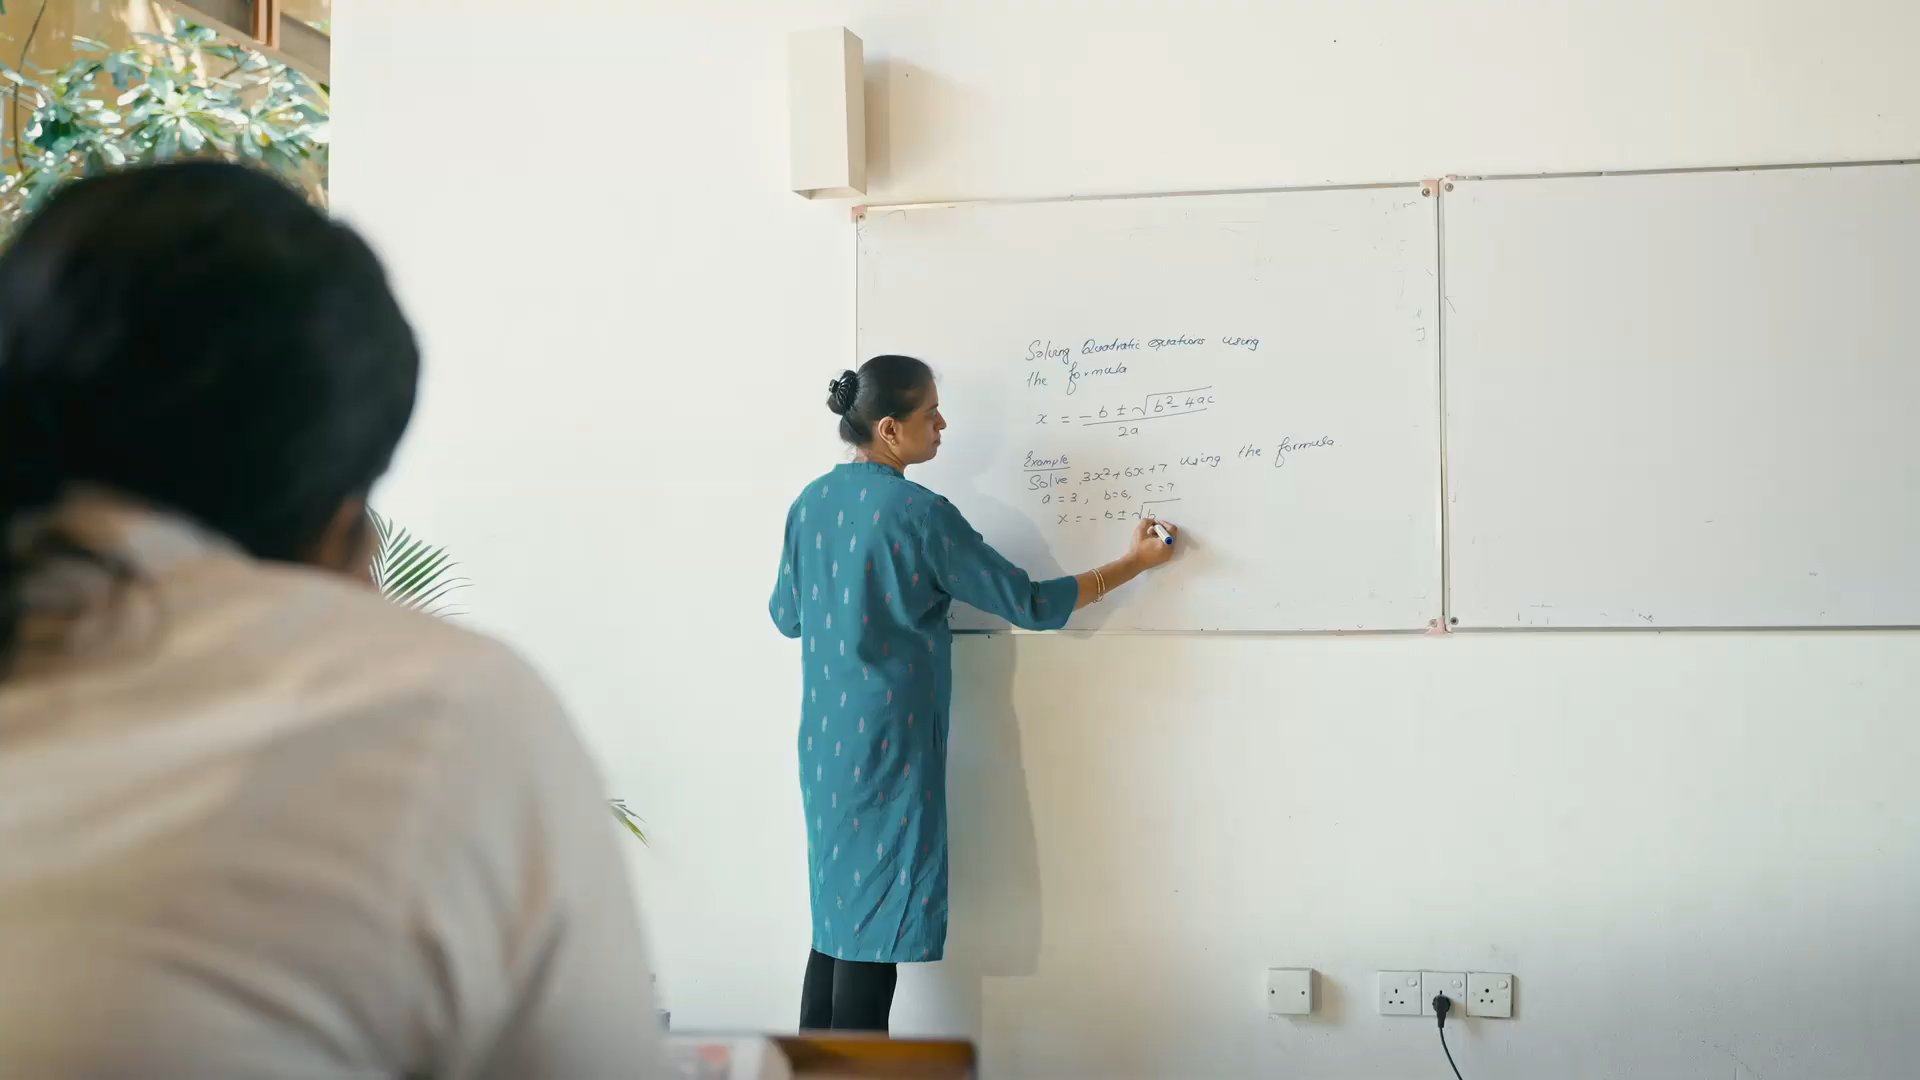 Solving Quadratic equations using
the formula
x = -b ± √(b² - 4ac) / 2a
Example
Solve 3x²+6x+7 using the formula.
a = 3, b=6, c=7
x = - b ± √b